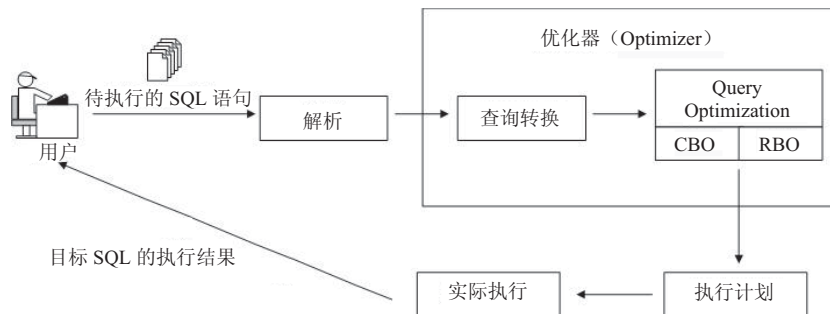 优化器（Optimizer）
待执行的 SQL 语句
用户
解析
查询转换
Query
Optimization
CBO
RBO
目标 SQL 的执行结果
实际执行
执行计划